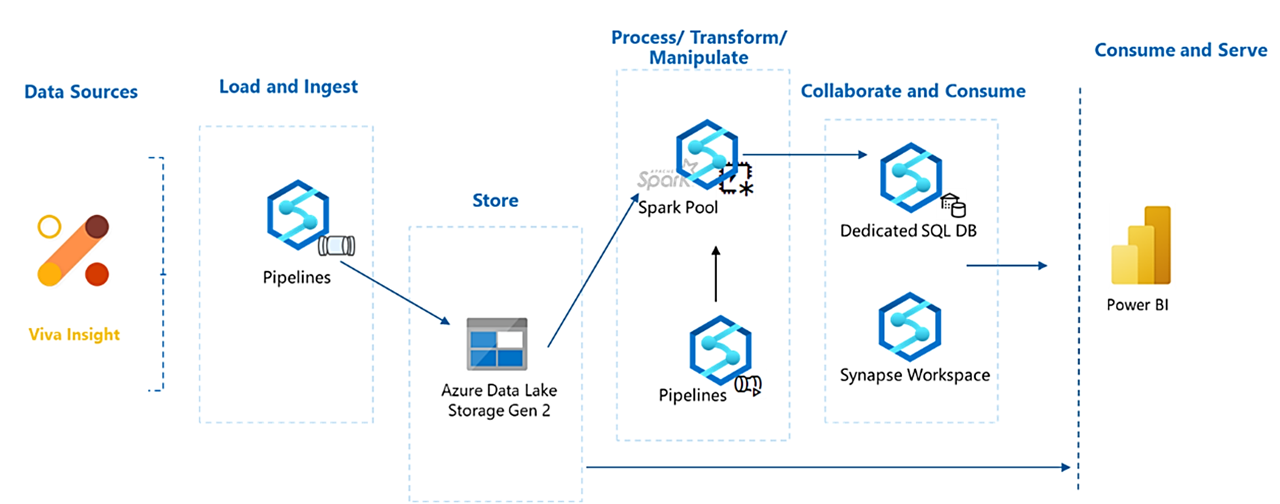 Data Sources
Viva Insight
Load and Ingest
Pipelines
Store
Azure Data Lake
Storage Gen 2
Process/ Transform/
Manipulate
APACHE
Spark
Spark Pool
Pipelines
Collaborate and Consume
Dedicated SQL DB
Synapse Workspace
Consume and Serve
Power BI